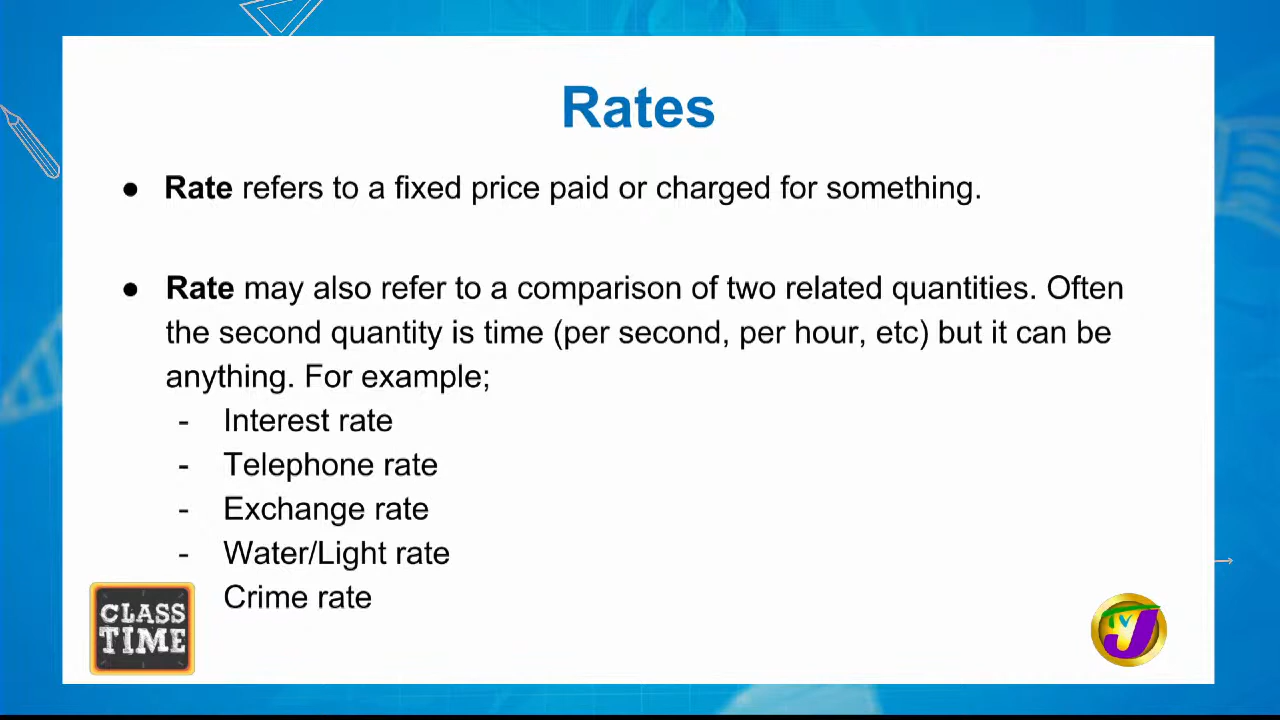 Rates
● Rate refers to a fixed price paid or charged for something.
● Rate may also refer to a comparison of two related quantities. Often
the second quantity is time (per second, per hour, etc) but it can be
anything. For example;
- Interest rate
- Telephone rate
- Exchange rate
- Water/Light rate
Crime rate
CLASS
TIME
TVJ